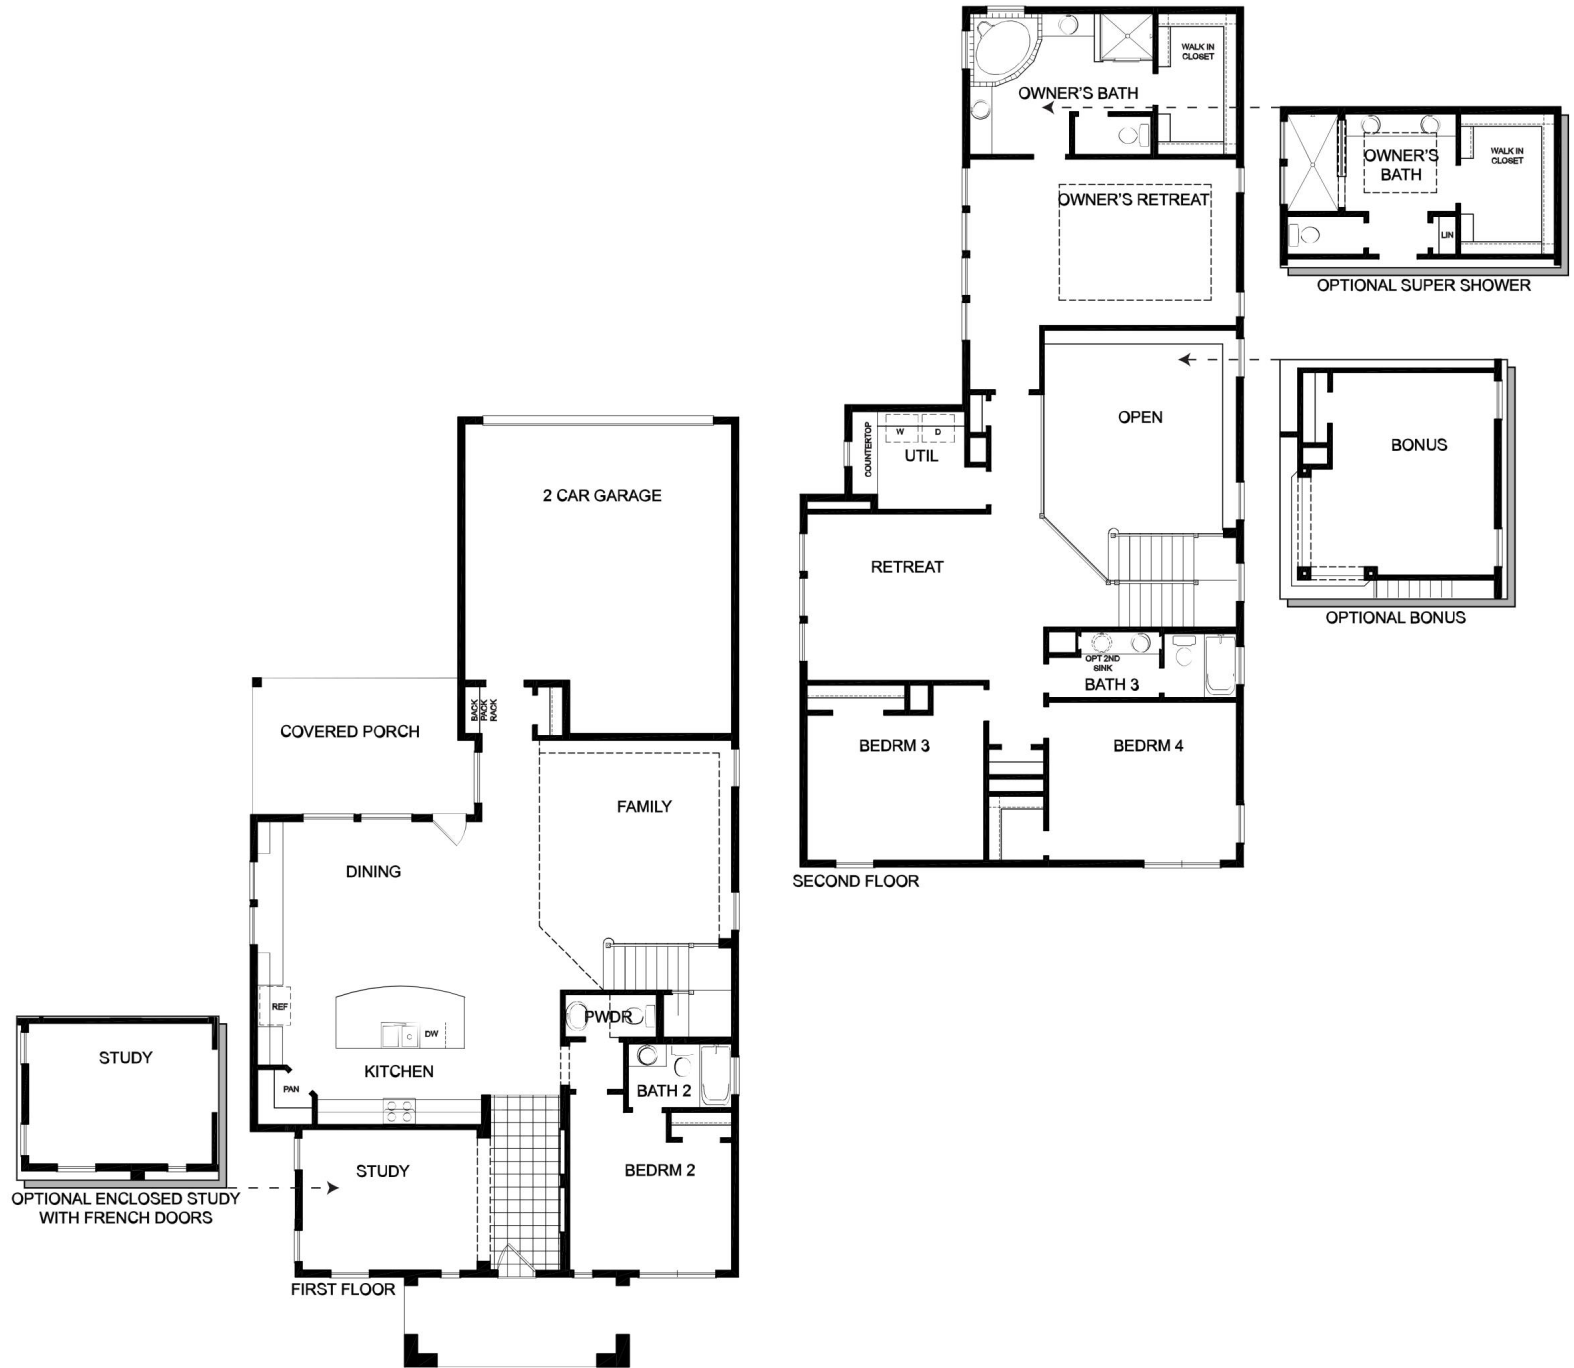 WALK IN
CLOSET
OWNER'S BATH
OWNER'S
BATH
WALK IN
CLOSET
LIN
OPTIONAL SUPER SHOWER
OWNER'S RETREAT
OPEN
COUNTERTOP
W
D
UTIL
BONUS
OPTIONAL BONUS
RETREAT
OPT 2ND
SINK
BATH 3
BEDRM 3
BEDRM 4
SECOND FLOOR
2 CAR GARAGE
BACK
PACK
RACK
COVERED PORCH
FAMILY
DINING
REF
DW
PWDR
KITCHEN
PAN
BATH 2
STUDY
BEDRM 2
FIRST FLOOR
STUDY
OPTIONAL ENCLOSED STUDY
WITH FRENCH DOORS